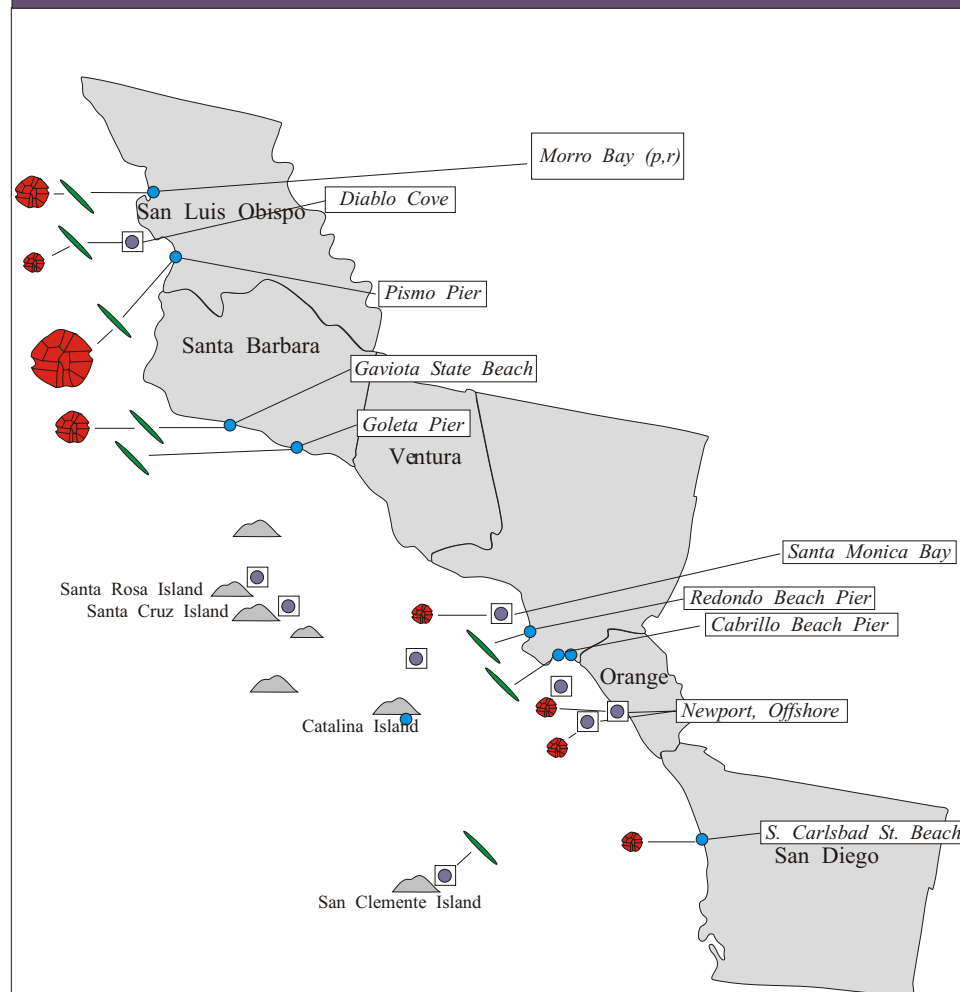 Morro Bay (p,r)
Diablo Cove
San Luis Obispo
Pismo Pier
Santa Barbara
Gaviota State Beach
Goleta Pier
Ventura
Santa Monica Bay
Santa Rosa Island
Redondo Beach Pier
Santa Cruz Island
Cabrillo Beach Pier
Orange
Newport, Offshore
Catalina Island
S. Carlsbad St. Beach
San Diego
San Clemente Island